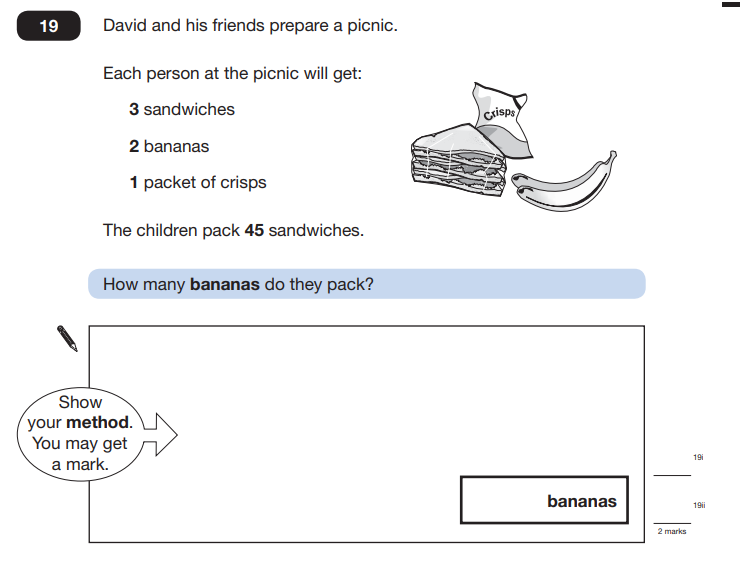 19
David and his friends prepare a picnic.
Each person at the picnic will get:
3 sandwiches
2 bananas
1 packet of crisps
Crisps
The children pack 45 sandwiches.
How many bananas do they pack?
Show
your method.
You may get
a mark.
bananas
19i
19ii
2 marks